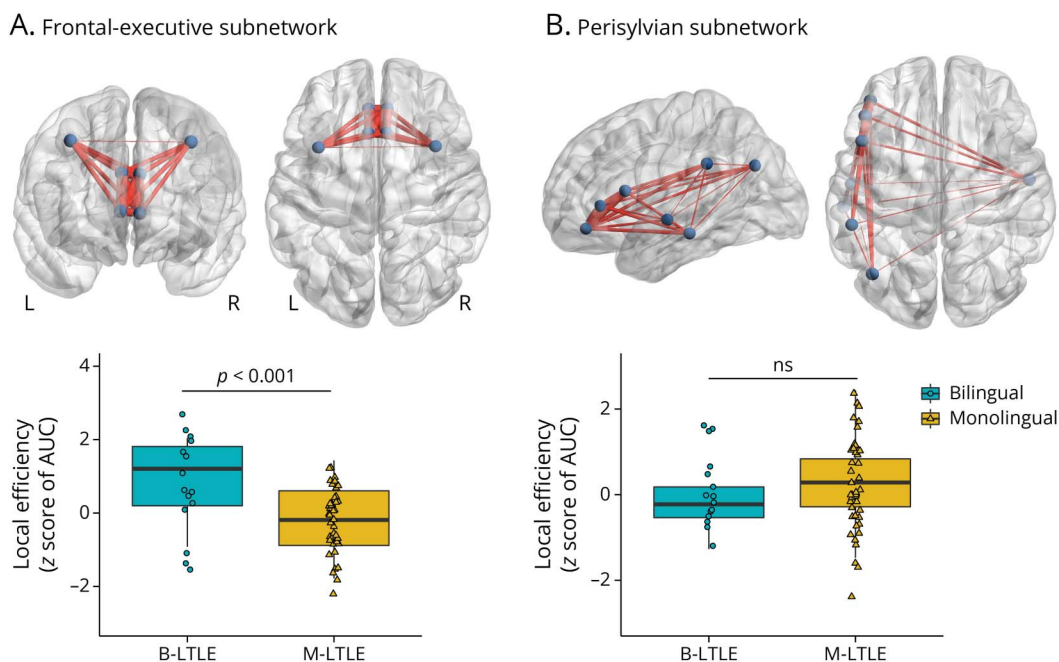 A. Frontal-executive subnetwork
L
R
L
R
Local efficiency
(z score of AUC)
4
2
0
−2
p < 0.001
B-LTLE
M-LTLE
B. Perisylvian subnetwork
Local efficiency
(z score of AUC)
2
0
−2
ns
B-LTLE
M-LTLE
Bilingual
Monolingual